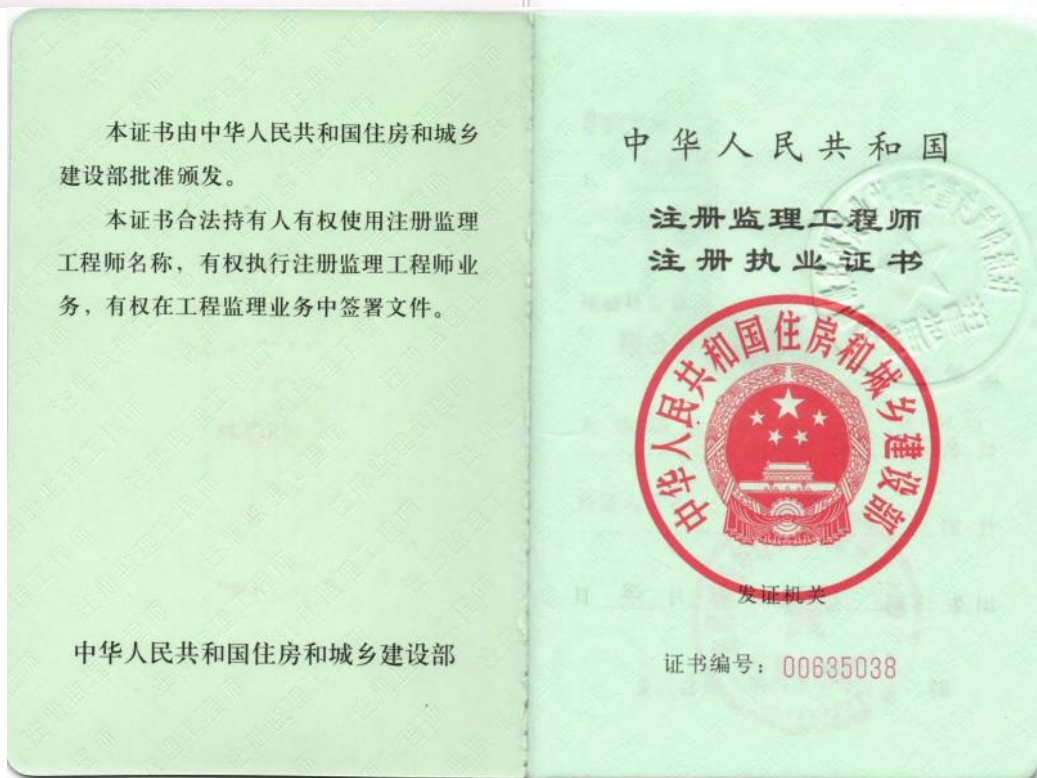 本证书由中华人民共和国住房和城乡
建设部批准颁发。
本证书合法持有人有权使用注册监理
工程师名称，有权执行注册监理工程师业
务，有权在工程监理业务中签署文件。
中华人民共和国住房和城乡建设部
中华人民共和国
注册监理工程师
注册执业证书
中华人民共和国住房和城乡建设部
发证机关
证书编号：00635038